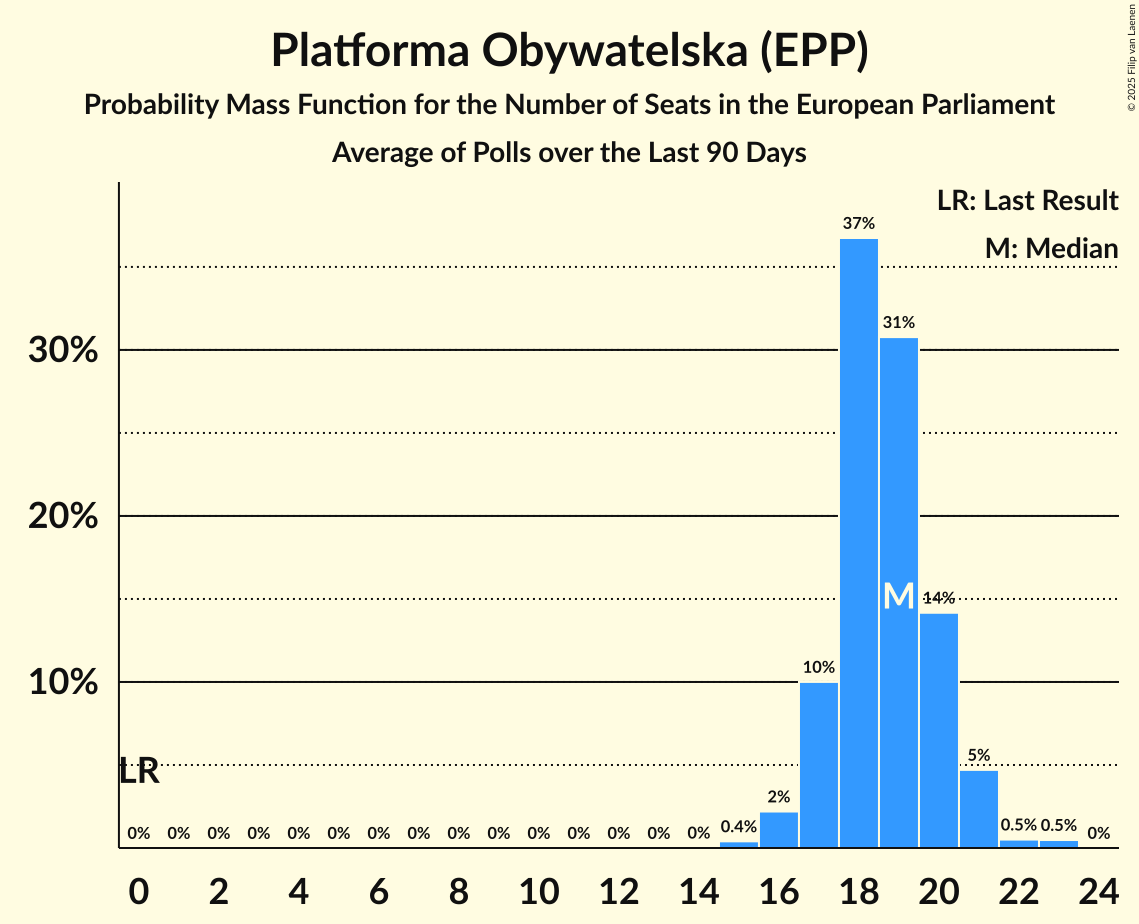 Platforma Obywatelska (EPP)
Probability Mass Function for the Number of Seats in the European Parliament
Average of Polls over the Last 90 Days
© 2025 Filip van Laenen
LR: Last Result
M: Median
37%
31%
30%
20%
M
14%
10%
10%
LR
5%
2%
0% 0% 0% 0% 0% 0% 0% 0% 0% 0% 0% 0% 0% 0% 0% 0.4% 0.5% 0.5% 0%
0 2 4 6 8 10 12 14 16 18 20 22 24